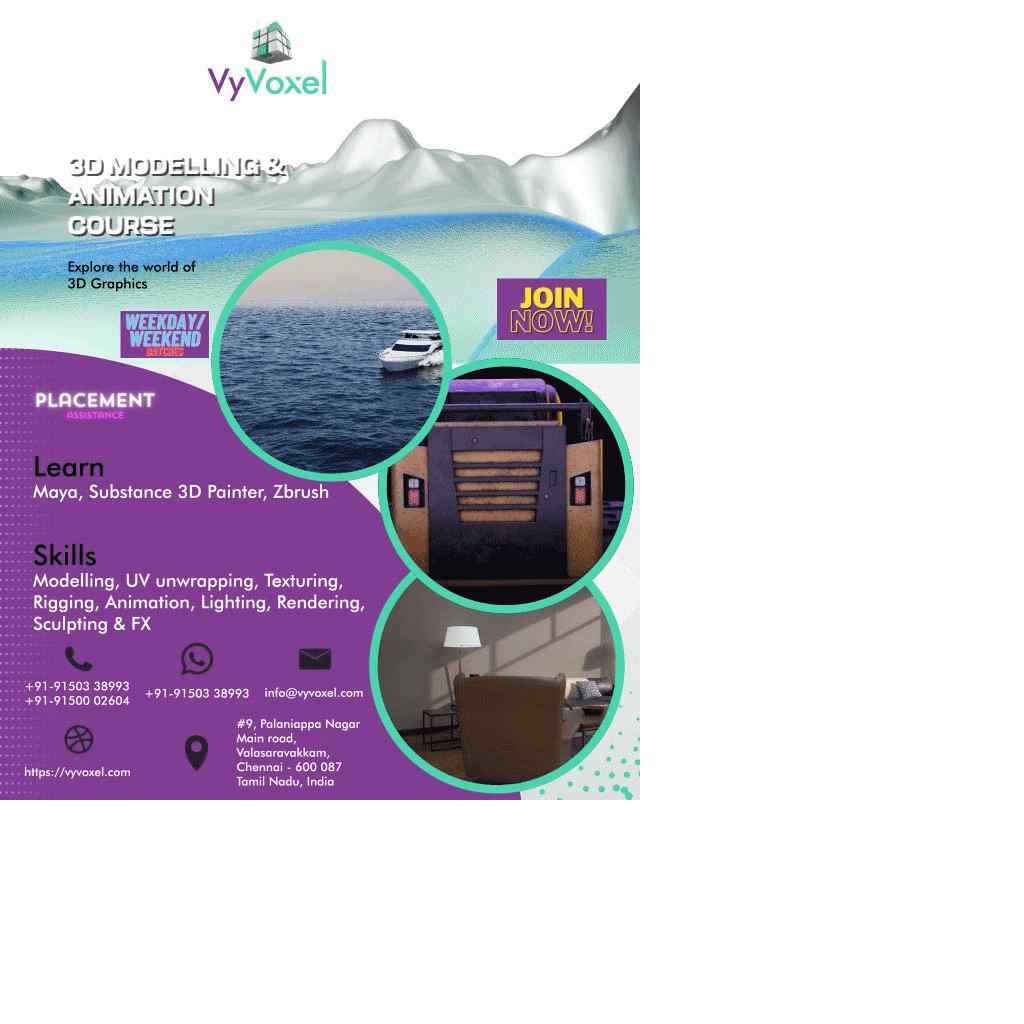 VyVoxel
3D MODELLING &
ANIMATION
COURSE
Explore the world of
3D Graphics
WEEKDAY/
WEEKEND
BATCHES
JOIN
NOW!
PLACEMENT
ASSISTANCE
Learn
Maya, Substance 3D Painter, Zbrush
Skills
Modelling, UV unwrapping, Texturing,
Rigging, Animation, Lighting, Rendering,
Sculpting & FX
+91-91503 38993
+91-91500 02604
+91-91503 38993
info@vyvoxel.com
https://vyvoxel.com
#9, Palaniappa Nagar
Main road,
Valasaravakkam,
Chennai - 600 087
Tamil Nadu, India